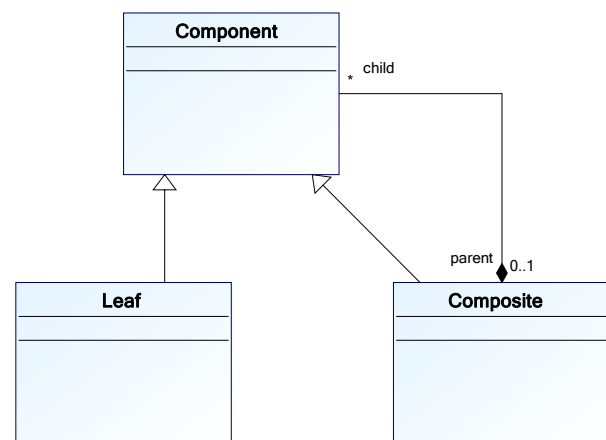 Component
* child
parent 0..1
Leaf
Composite